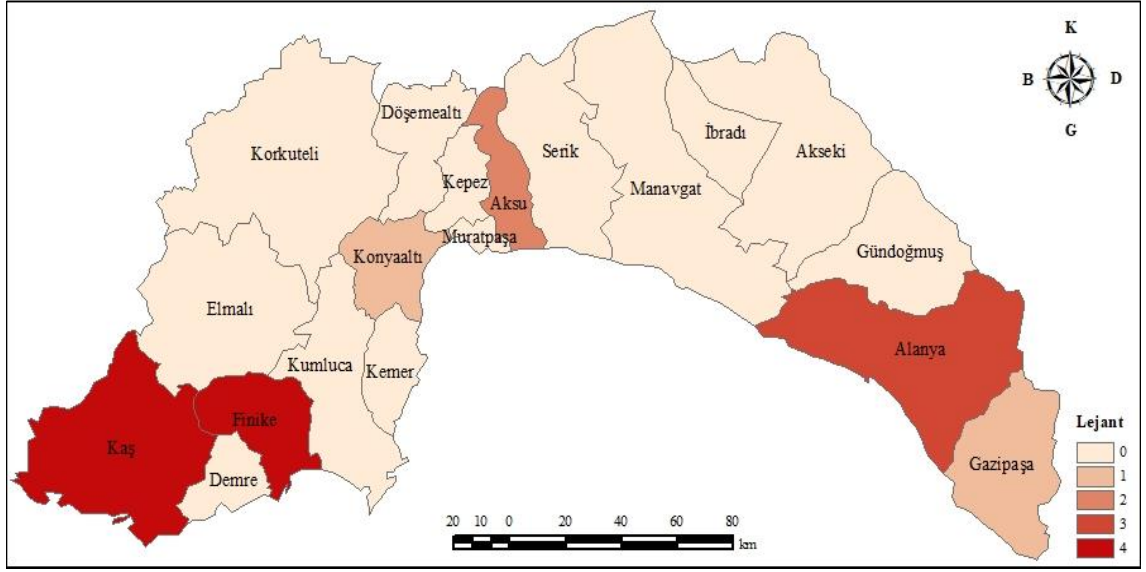 K
B D
G
Döşemealtı
Korkuteli
Serik
İbradı
Akseki
Kepez
Manavgat
Aksu
Muratpaşa
Konyaaltı
Gündoğmuş
Elmalı
Alanya
Kumluca
Kemer
Finike
Kaş
Demre
Gazipaşa
Lejant
0
1
2
3
4
20 10 0 20 40 60 80
km